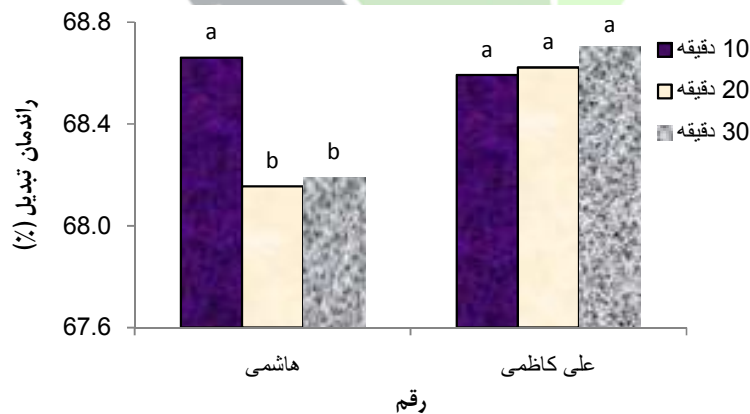 راندمان تبدیل (٪)
68.8
68.4
68.0
67.6
a
b
b
a
a
a
10 دقیقه
20 دقیقه
30 دقیقه
هاشمی
علی کاظمی
رقم